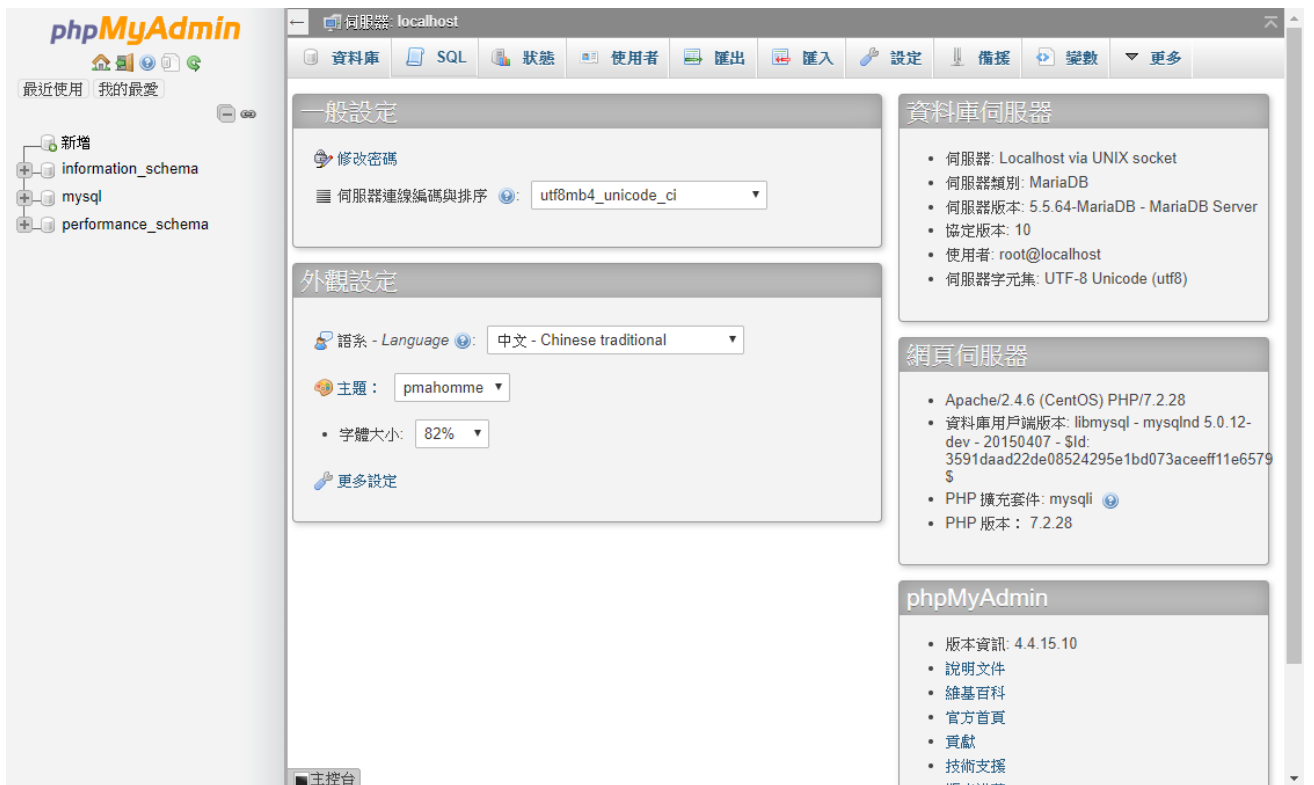 phpMyAdmin
最近使用 我的最愛
新增
information_schema
mysql
performance_schema
伺服器: localhost
資料庫 SQL 狀態 使用者 匯出 匯入 設定 備援 變數 更多
一般設定
修改密碼
伺服器連線編碼與排序 : utf8mb4_unicode_ci
外觀設定
語系 - Language : 中文 - Chinese traditional
主題： pmahomme
字體大小: 82%
更多設定
資料庫伺服器
伺服器: Localhost via UNIX socket
伺服器類別: MariaDB
伺服器版本: 5.5.64-MariaDB - MariaDB Server
協定版本: 10
使用者: root@localhost
伺服器字元集: UTF-8 Unicode (utf8)
網頁伺服器
Apache/2.4.6 (CentOS) PHP/7.2.28
資料庫用戶端版本: libmysql - mysqlnd 5.0.12-
dev - 20150407 - $Id:
3591daad22de08524295e1bd073aceeff11e6579
$
PHP 擴充套件: mysqli
PHP 版本： 7.2.28
phpMyAdmin
版本資訊: 4.4.15.10
說明文件
維基百科
官方首頁
貢獻
技術支援
主控台